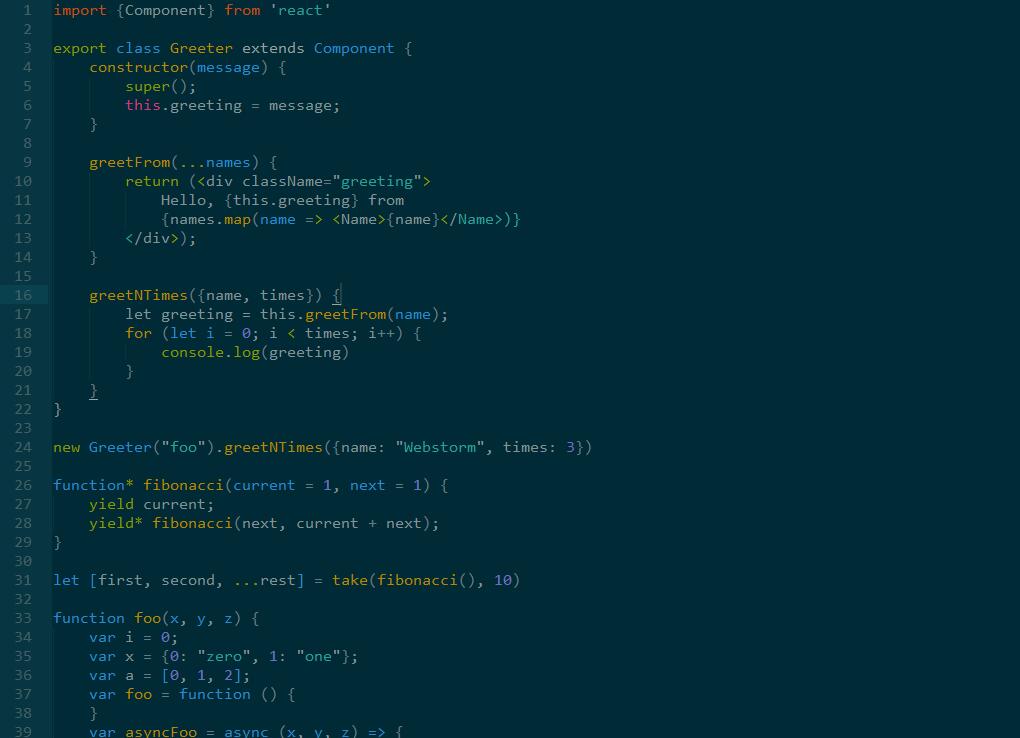 1 import {Component} from 'react'
2
3 export class Greeter extends Component {
4     constructor(message) {
5         super();
6         this.greeting = message;
7     }
8
9     greetFrom(...names) {
10         return (<div className="greeting">
11             Hello, {this.greeting} from
12             {names.map(name => <Name>{name}</Name>)}
13         </div>);
14     }
15
16     greetNTimes({name, times}) {
17         let greeting = this.greetFrom(name);
18         for (let i = 0; i < times; i++) {
19             console.log(greeting)
20         }
21     }
22 }
23
24 new Greeter("foo").greetNTimes({name: "Webstorm", times: 3})
25
26 function* fibonacci(current = 1, next = 1) {
27     yield current;
28     yield* fibonacci(next, current + next);
29 }
30
31 let [first, second, ...rest] = take(fibonacci(), 10)
32
33 function foo(x, y, z) {
34     var i = 0;
35     var x = {0: "zero", 1: "one"};
36     var a = [0, 1, 2];
37     var foo = function () {
38     }
39     var asyncFoo = async (x, y, z) => {